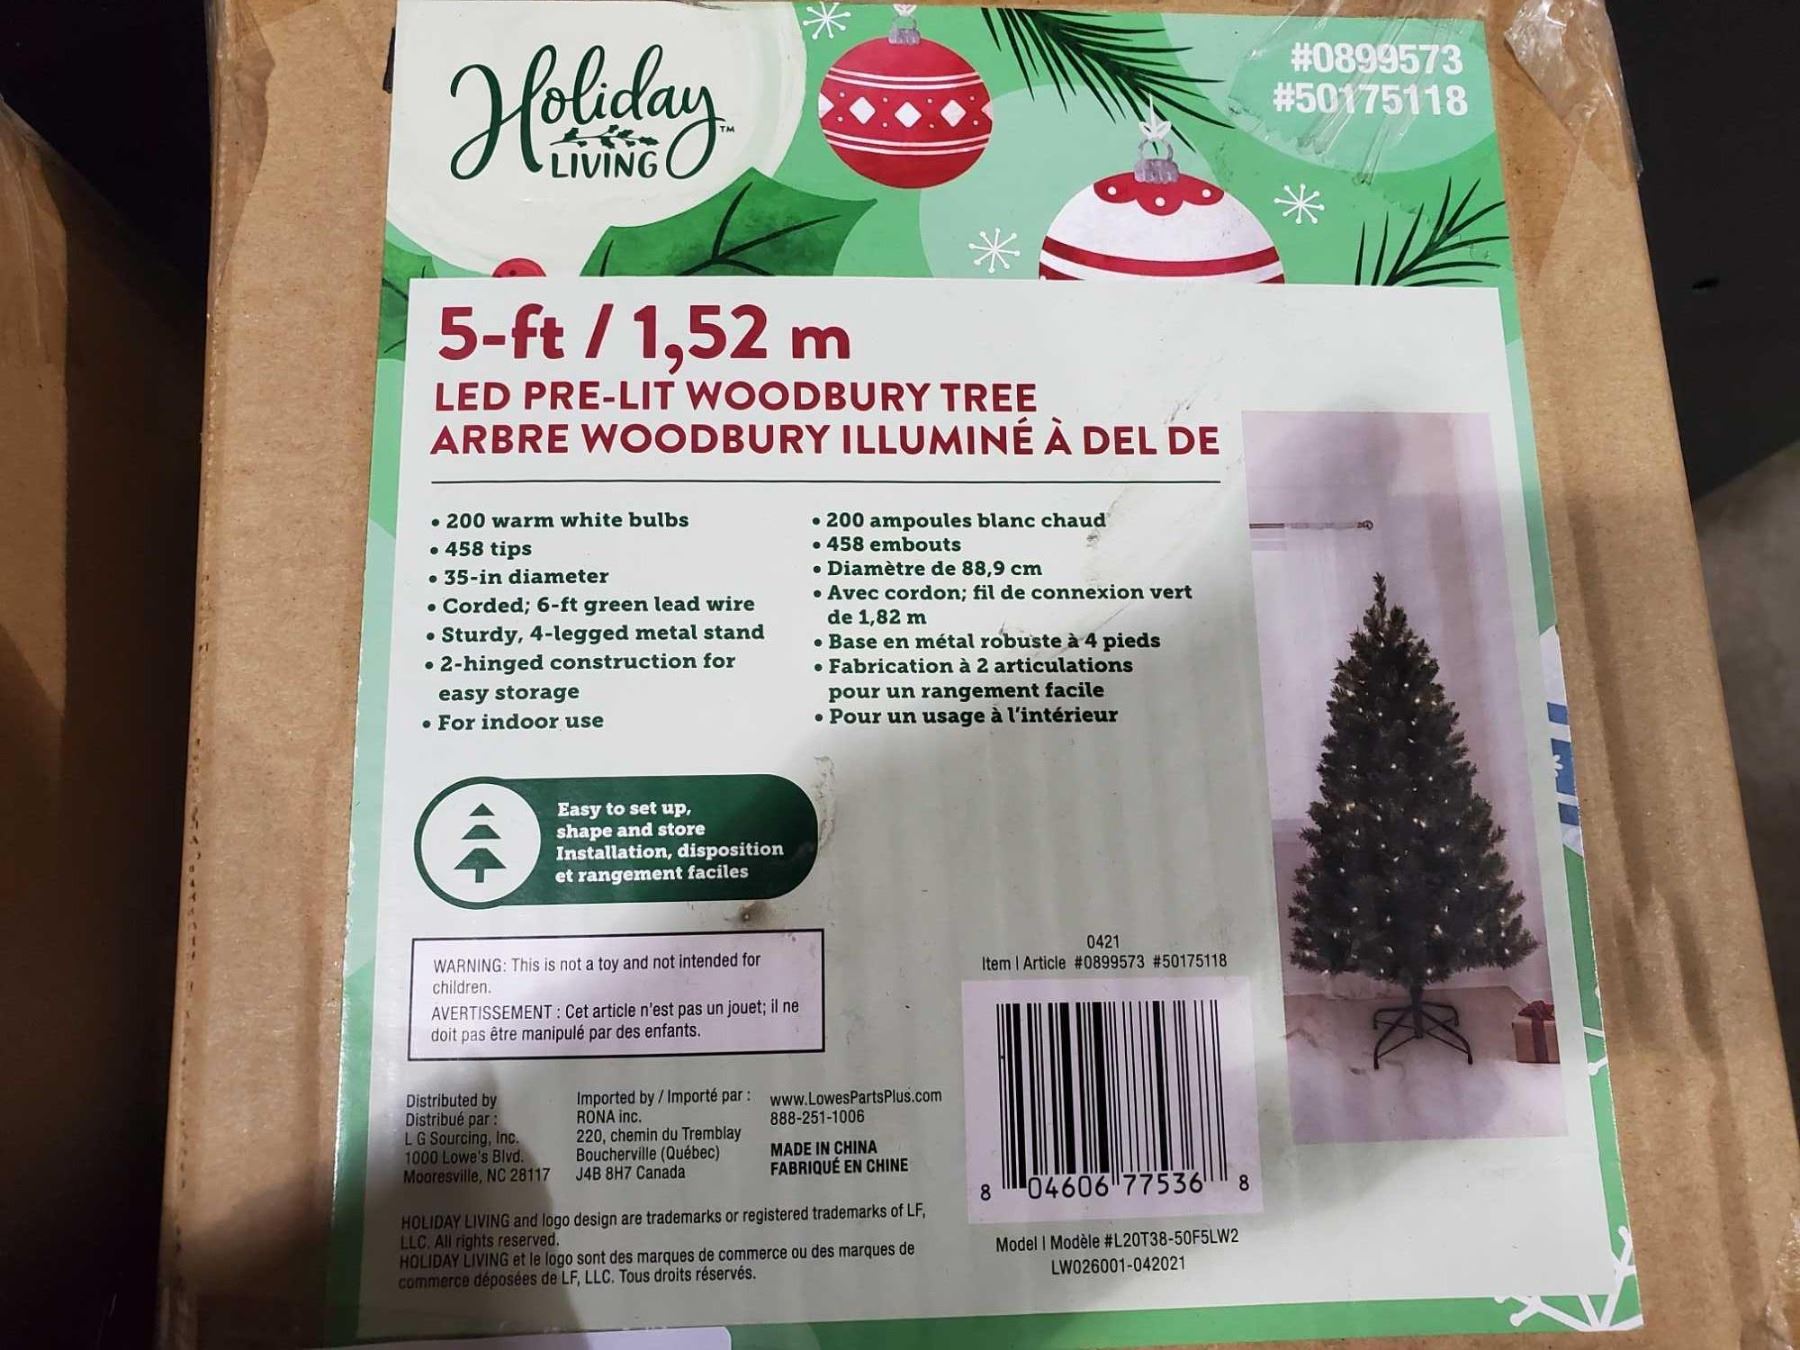 Holiday
LIVING
TM
#0899573
#50175118
5-ft / 1,52 m
LED PRE-LIT WOODBURY TREE
ARBRE WOODBURY ILLUMINÉ À DEL DE
• 200 warm white bulbs
• 458 tips
• 35-in diameter
• Corded; 6-ft green lead wire
• Sturdy, 4-legged metal stand
• 2-hinged construction for
easy storage
• For indoor use
• 200 ampoules blanc chaud
• 458 embouts
• Diamètre de 88,9 cm
• Avec cordon; fil de connexion vert
de 1,82 m
• Base en métal robuste à 4 pieds
• Fabrication à 2 articulations
pour un rangement facile
• Pour un usage à l'intérieur
Easy to set up,
shape and store
Installation, disposition
et rangement faciles
WARNING: This is not a toy and not intended for
children.
AVERTISSEMENT : Cet article n'est pas un jouet; il ne
doit pas être manipulé par des enfants.
Distributed by
Distribué par :
L G Sourcing, Inc.
1000 Lowe's Blvd.
Mooresville, NC 28117
Imported by / Importé par :
RONA inc.
220, chemin du Tremblay
Boucherville (Québec)
J4B 8H7 Canada
www.LowesPartsPlus.com
888-251-1006
MADE IN CHINA
FABRIQUÉ EN CHINE
HOLIDAY LIVING and logo design are trademarks or registered trademarks of LF,
LLC. All rights reserved.
HOLIDAY LIVING et le logo sont des marques de commerce ou des marques de
commerce déposées de LF, LLC. Tous droits réservés.
0421
Item | Article #0899573 #50175118
8 04606 77536 8
Model | Modèle #L20T38-50F5LW2
LW026001-042021